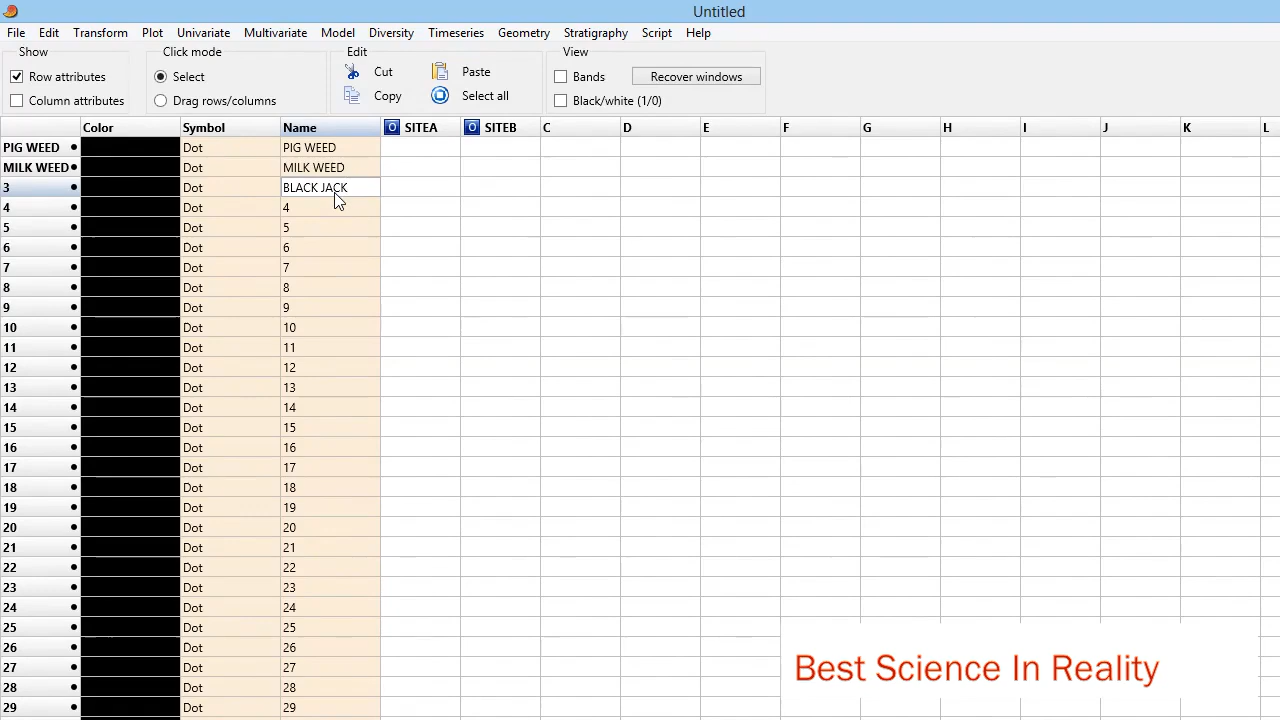 Untitled
File Edit Transform Plot Univariate Multivariate Model Diversity Timeseries Geometry Stratigraphy Script Help
Show Click mode Edit View
Row attributes Select Cut Paste Bands Recover windows
Column attributes Drag rows/columns Copy Select all Black/white (1/0)
Color Symbol Name O SITEA O SITEB C D E F G H I J K L
PIG WEED Dot PIG WEED
MILK WEED Dot MILK WEED
3 Dot BLACK JACK
4 Dot 4
5 Dot 5
6 Dot 6
7 Dot 7
8 Dot 8
9 Dot 9
10 Dot 10
11 Dot 11
12 Dot 12
13 Dot 13
14 Dot 14
15 Dot 15
16 Dot 16
17 Dot 17
18 Dot 18
19 Dot 19
20 Dot 20
21 Dot 21
22 Dot 22
23 Dot 23
24 Dot 24
25 Dot 25
26 Dot 26
27 Dot 27
28 Dot 28
29 Dot 29
Best Science In Reality